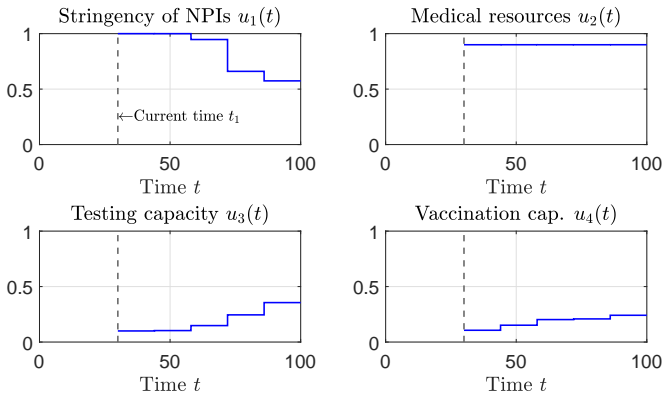 Stringency of NPIs u₁(t)
1
0.5
0
←Current time t₁
0 50 100
Time t
Medical resources u₂(t)
1
0.5
0
0 50 100
Time t
Testing capacity u₃(t)
1
0.5
0
0 50 100
Time t
Vaccination cap. u₄(t)
1
0.5
0
0 50 100
Time t